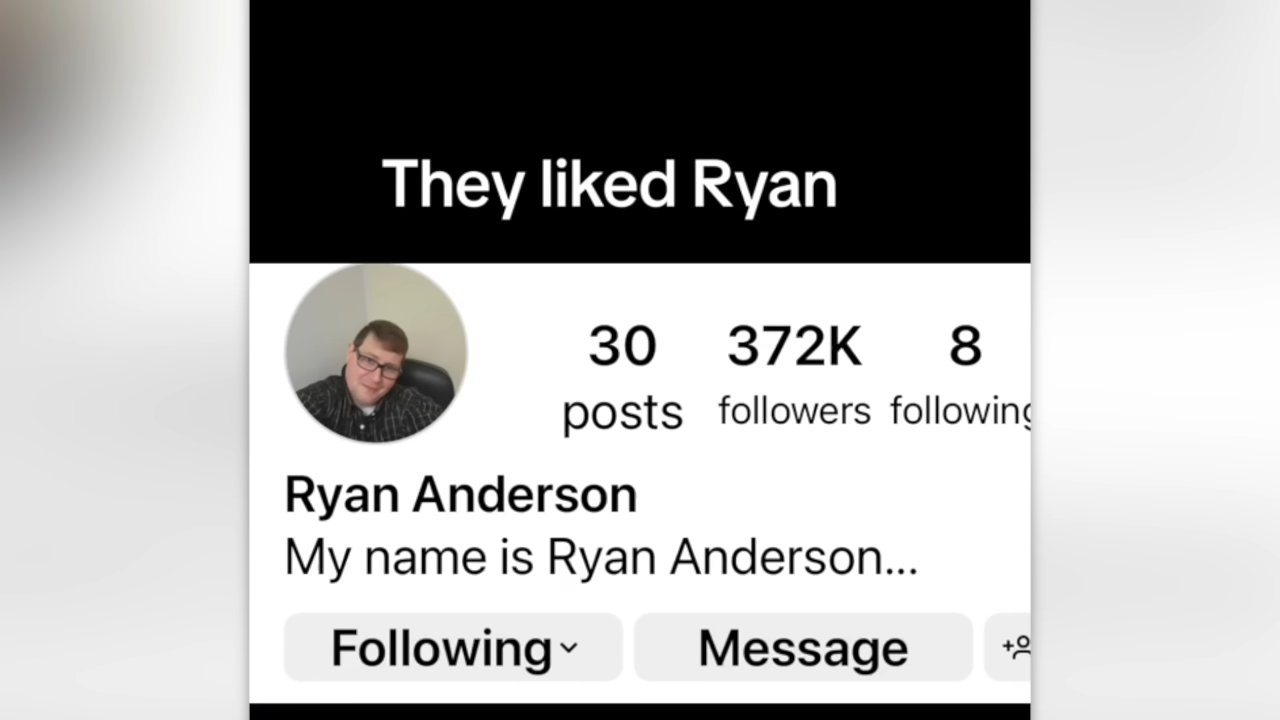 They liked Ryan
30 372K 8
posts followers following
Ryan Anderson
My name is Ryan Anderson...
Following Message